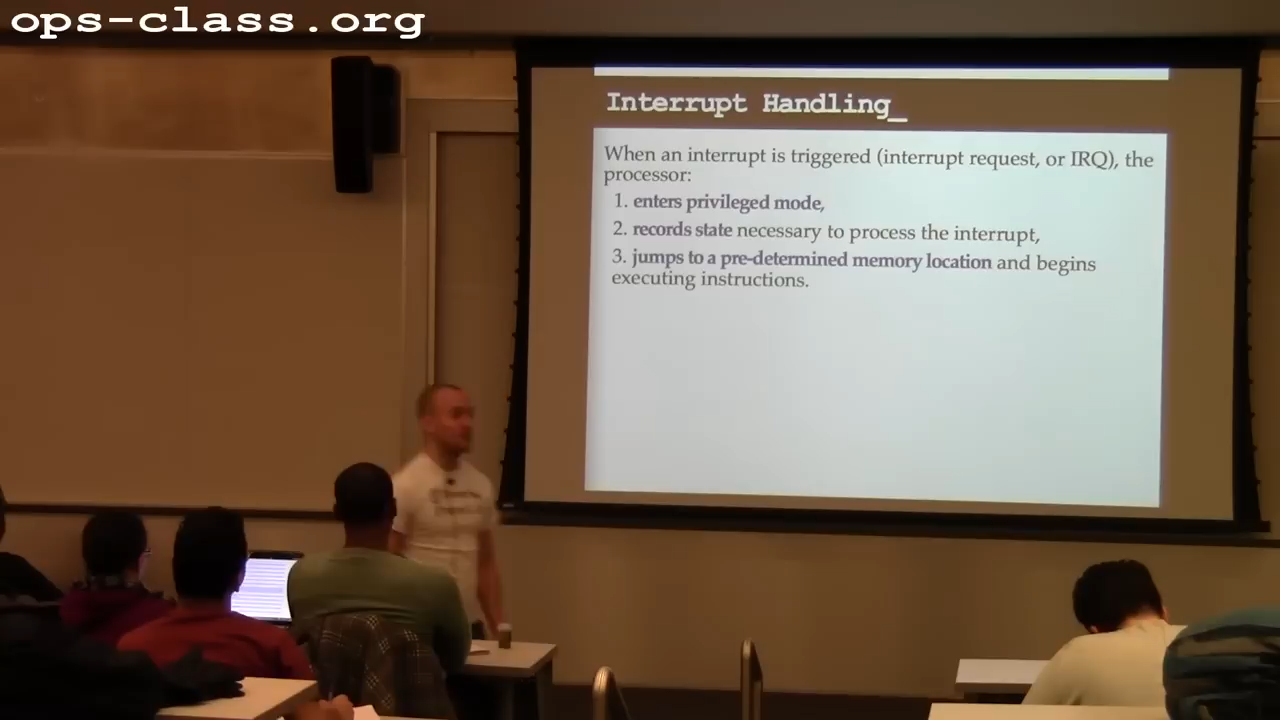 ops-class.org
Interrupt Handling_
When an interrupt is triggered (interrupt request, or IRQ), the
processor:
1. enters privileged mode,
2. records state necessary to process the interrupt,
3. jumps to a pre-determined memory location and begins
executing instructions.